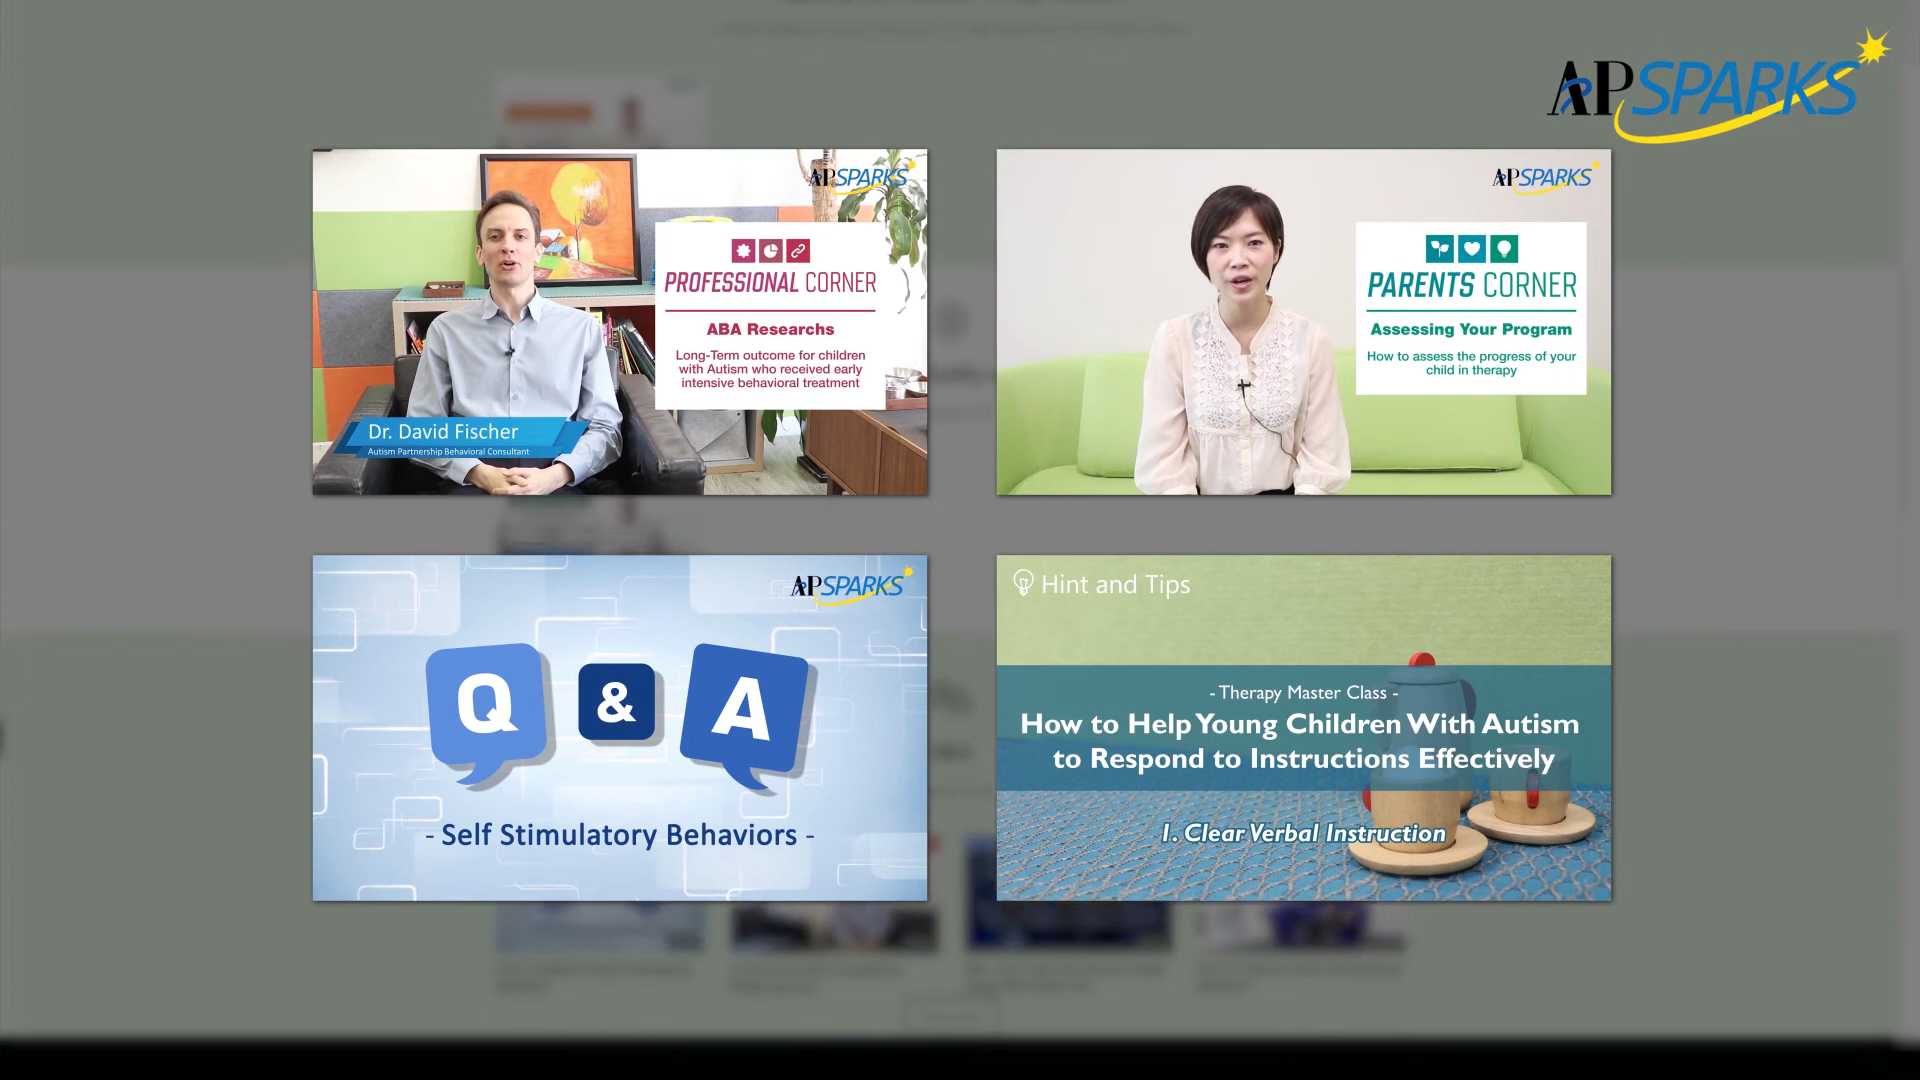 APSPARKS
APSPARKS
PROFESSIONAL CORNER
ABA Researchs
Long-Term outcome for children
with Autism who received early
intensive behavioral treatment
Dr. David Fischer
Autism Partnership Behavioral Consultant
APSPARKS
PARENTS CORNER
Assessing Your Program
How to assess the progress of your
child in therapy
APSPARKS
Q & A
- Self Stimulatory Behaviors -
Hint and Tips
- Therapy Master Class -
How to Help Young Children With Autism
to Respond to Instructions Effectively
1. Clear Verbal Instruction